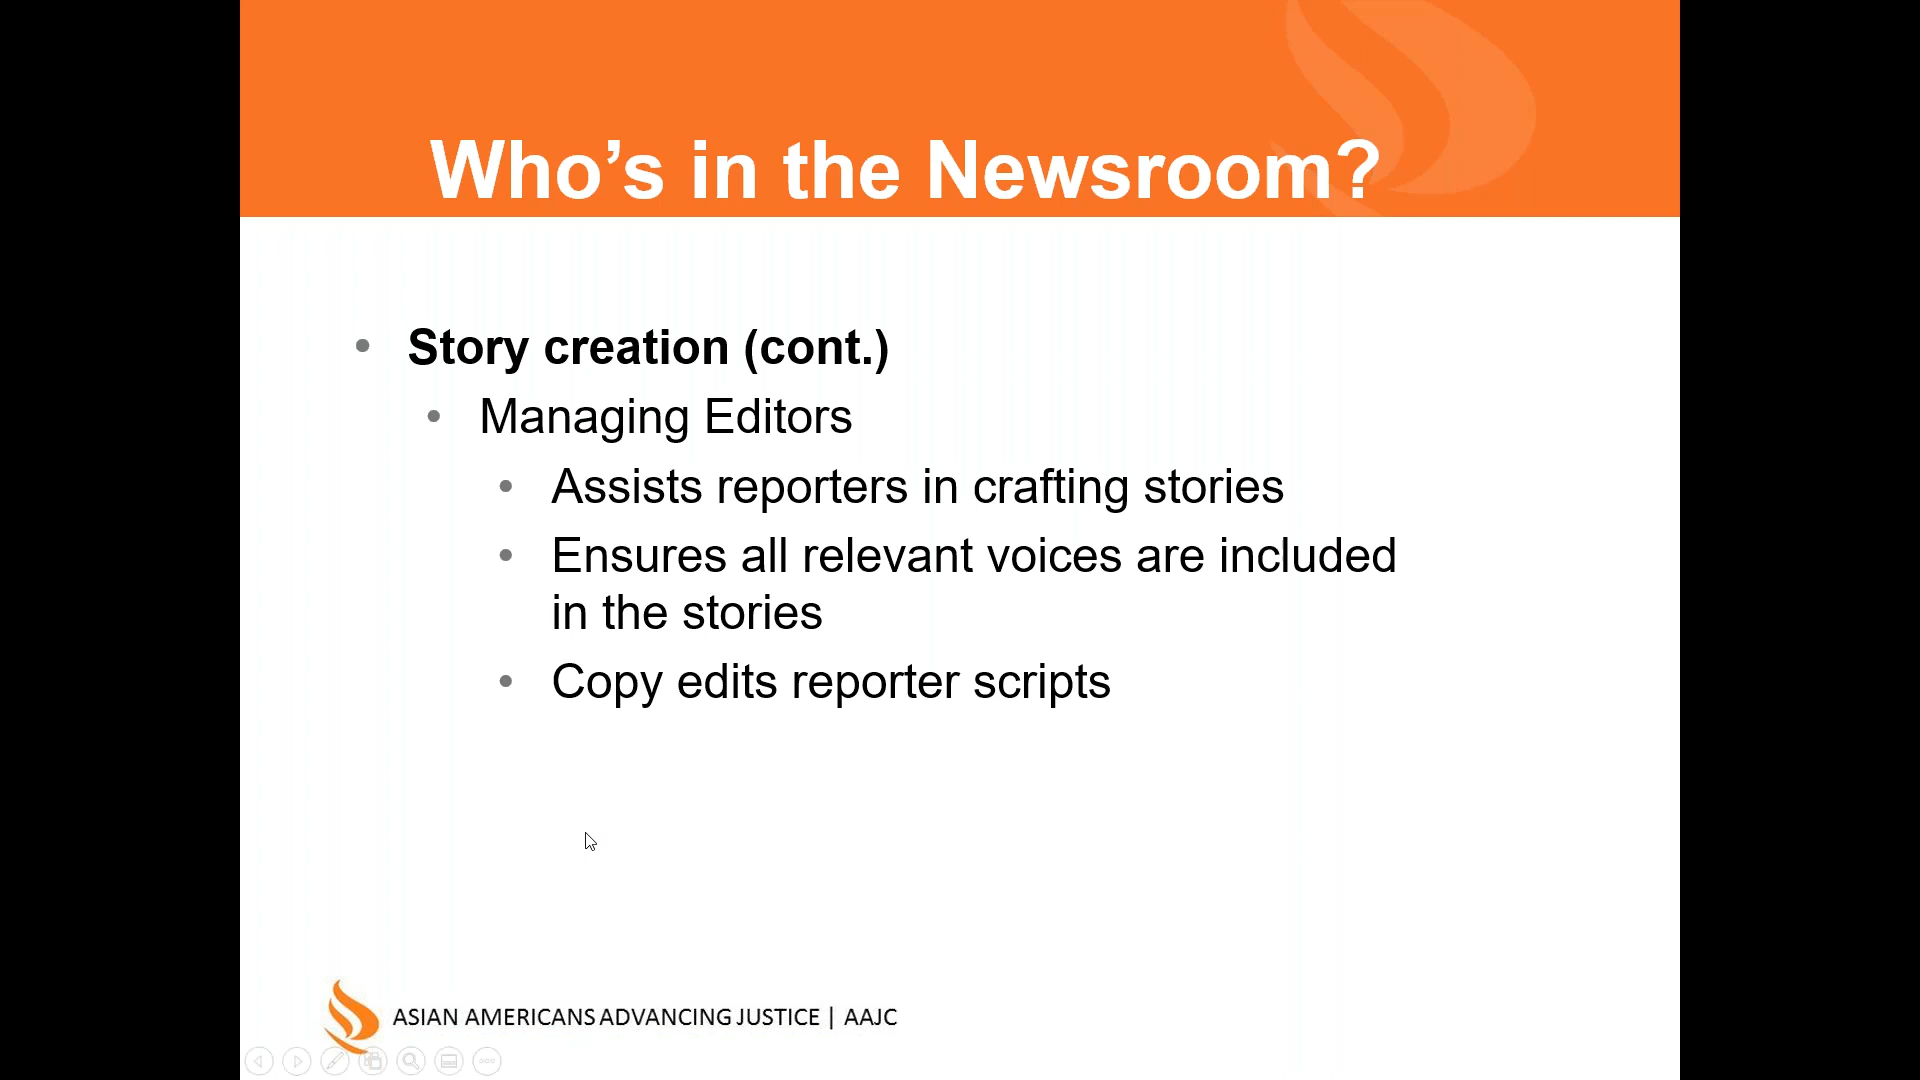 Who’s in the Newsroom?
• Story creation (cont.)
• Managing Editors
• Assists reporters in crafting stories
• Ensures all relevant voices are included
in the stories
• Copy edits reporter scripts
ASIAN AMERICANS ADVANCING JUSTICE | AAJC